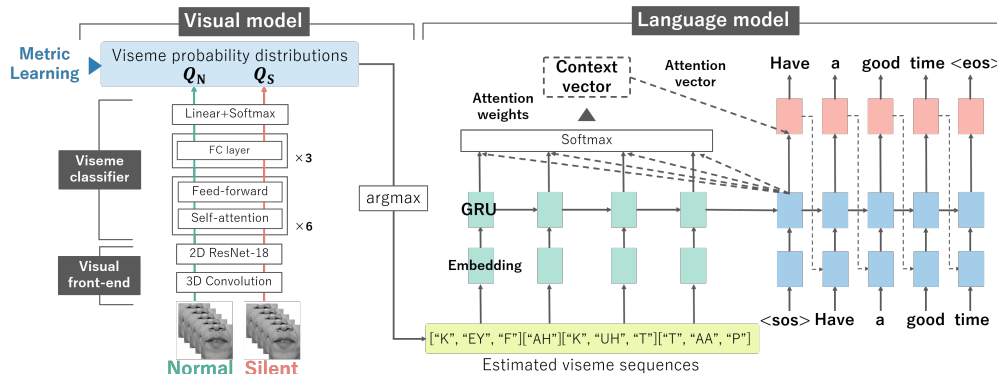 Visual model
Language model
Metric
Learning
Viseme probability distributions
Q_N
Q_S
Linear+Softmax
FC layer
×3
Feed-forward
Self-attention
×6
2D ResNet-18
3D Convolution
Viseme
classifier
Visual
front-end
Normal
Silent
argmax
Context
vector
Attention
vector
Attention
weights
Softmax
GRU
Embedding
["K", "EY", "F"]["AH"]["K", "UH", "T"]["T", "AA", "P"]
Estimated viseme sequences
Have a good time <eos>
<sos> Have a good time